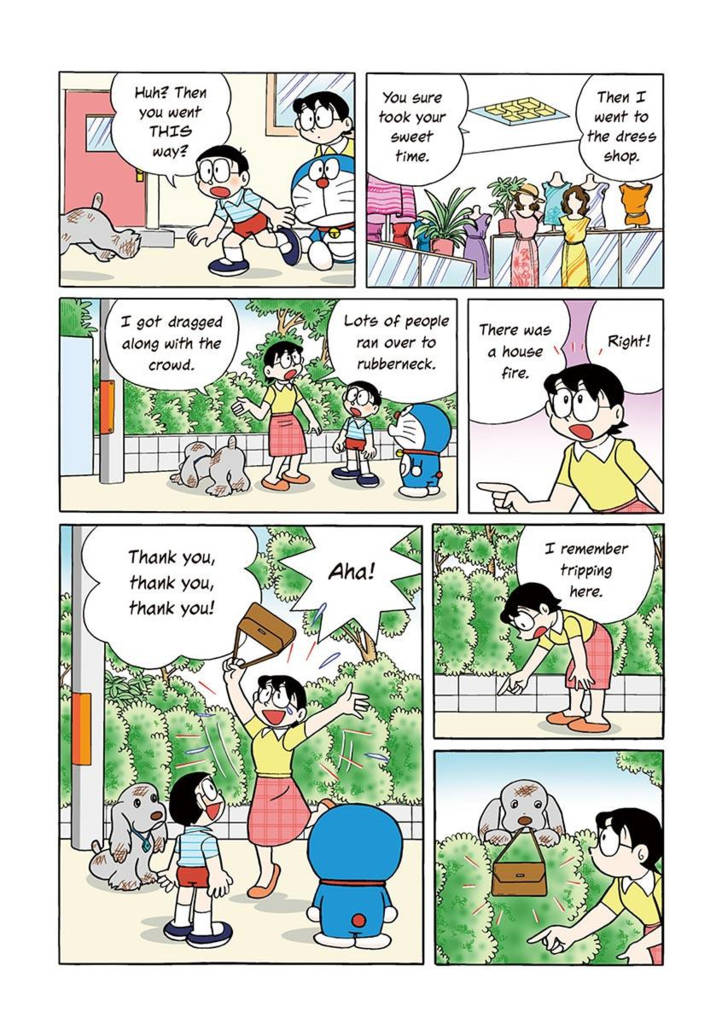 Then I
went to
the dress
shop.
You sure
took your
sweet
time.
Huh? Then
you went
THIS
way?
Right!
There was
a house
fire.
Lots of people
ran over to
rubberneck.
I got dragged
along with the
crowd.
I remember
tripping
here.
Aha!
Thank you,
thank you,
thank you!